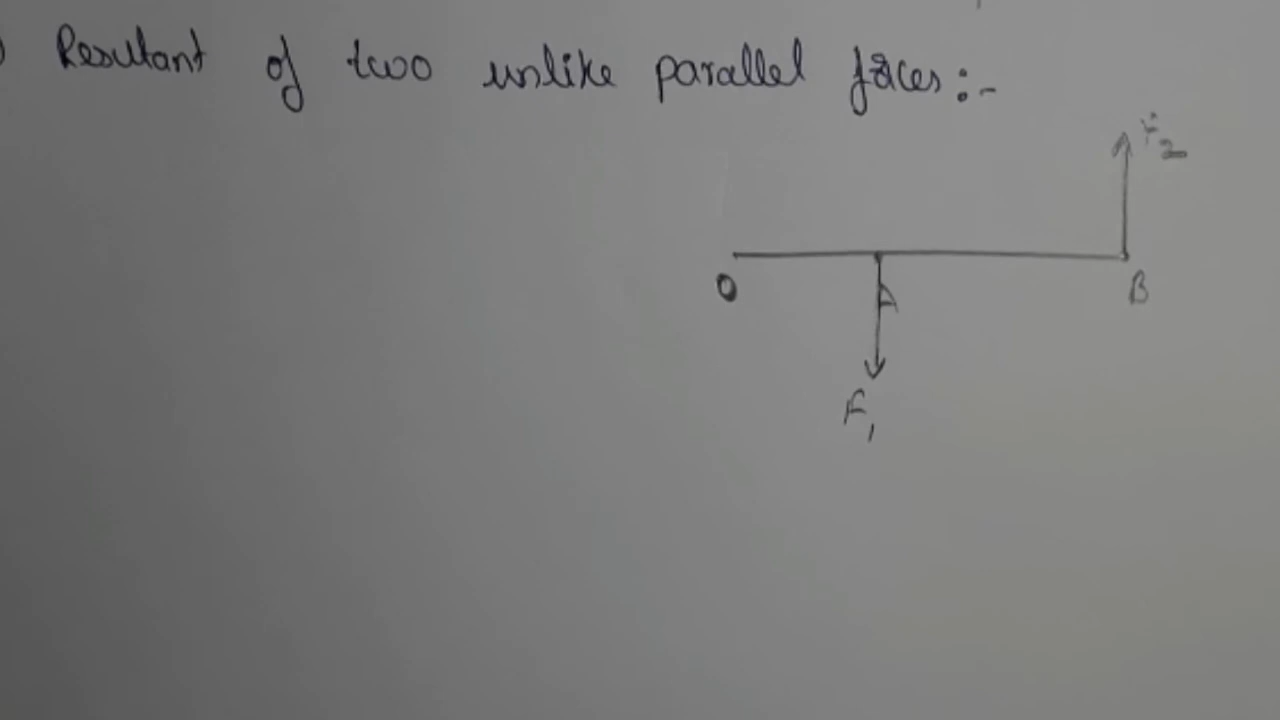 ) Resultant of two unlike parallel forces :-
F2
O
A
B
F1